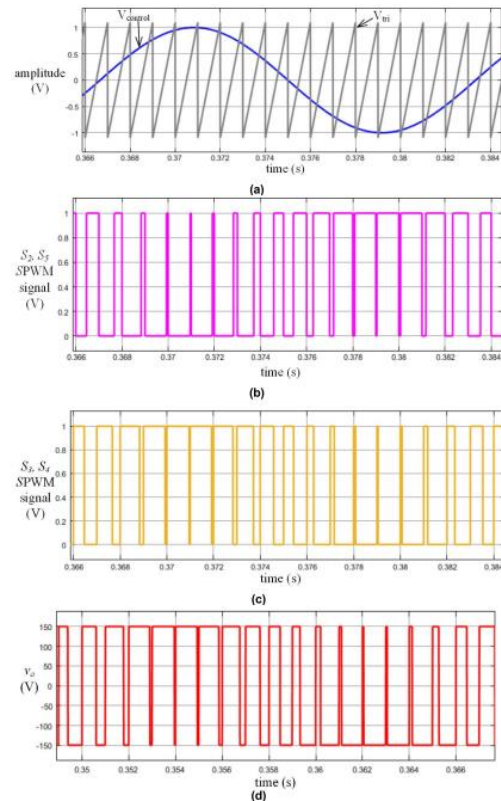 V_control
V_tri
1
0.5
0
-0.5
-1
amplitude
(V)
0.366 0.368 0.37 0.372 0.374 0.376 0.378 0.38 0.382 0.384
time (s)
(a)
1
0.8
0.6
0.4
0.2
0
S2, S5
SPWM
signal
(V)
0.366 0.368 0.37 0.372 0.374 0.376 0.378 0.38 0.382 0.384
time (s)
(b)
1
0.8
0.6
0.4
0.2
0
S3, S4
SPWM
signal
(V)
0.366 0.368 0.37 0.372 0.374 0.376 0.378 0.38 0.382 0.384
time (s)
(c)
150
100
50
0
-50
-100
-150
vo
(V)
0.35 0.352 0.354 0.356 0.358 0.36 0.362 0.364 0.366
time (s)
(d)